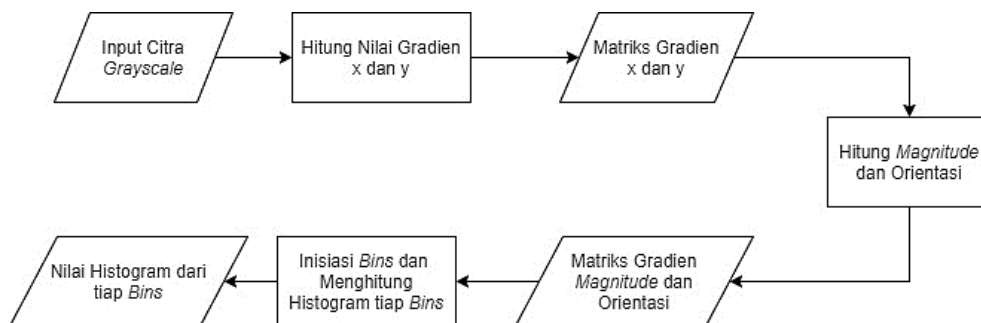 Input Citra
Grayscale
Hitung Nilai Gradien
x dan y
Matriks Gradien
x dan y
Hitung Magnitude
dan Orientasi
Matriks Gradien
Magnitude dan
Orientasi
Inisiasi Bins dan
Menghitung
Histogram tiap Bins
Nilai Histogram dari
tiap Bins